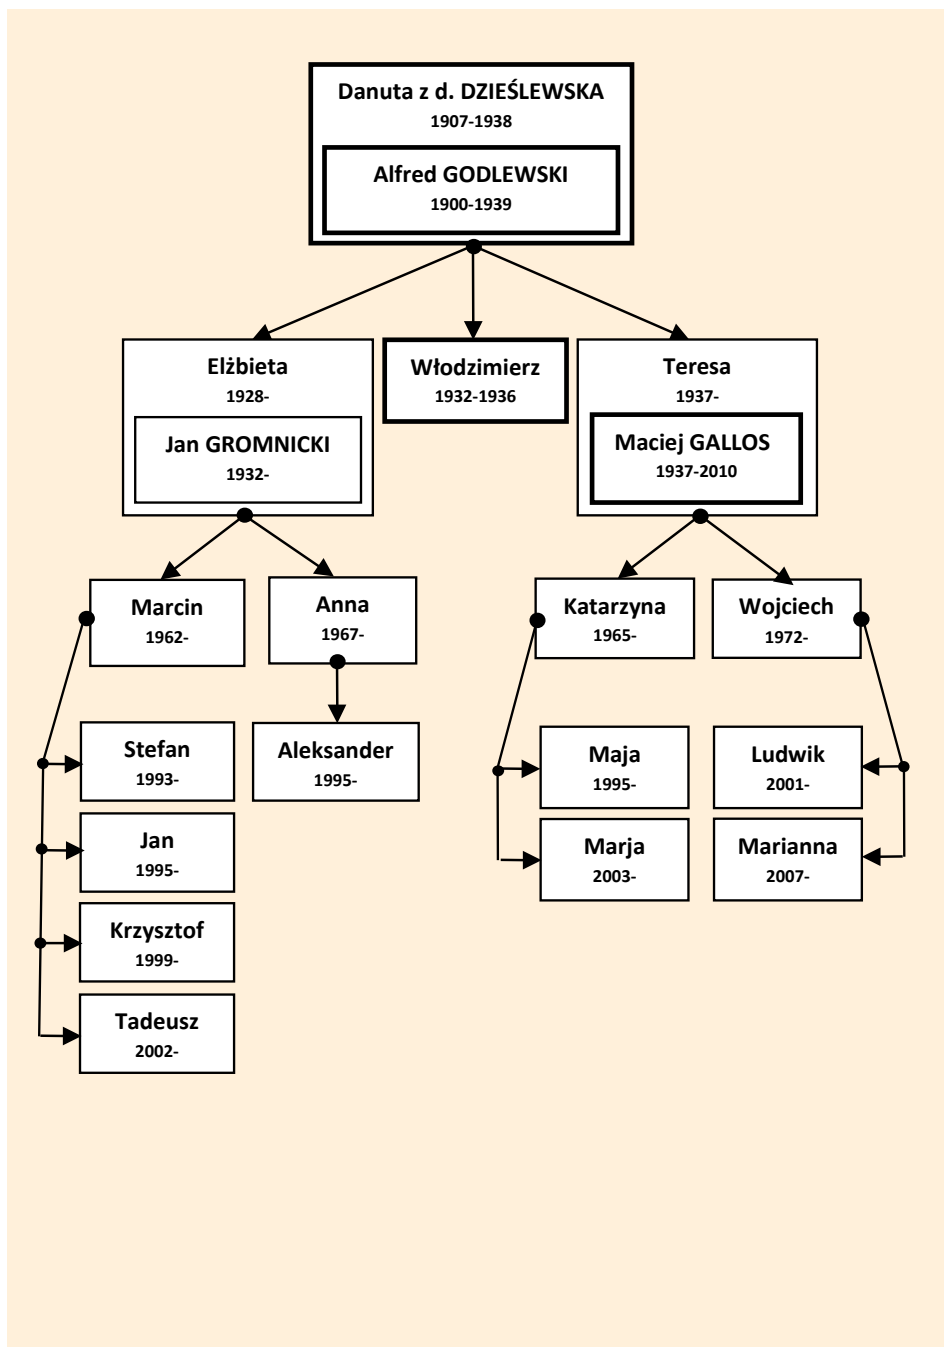 Danuta z d. DZIEŚLEWSKA
1907-1938
Alfred GODLEWSKI
1900-1939
Elżbieta
1928-
Jan GROMNICKI
1932-
Włodzimierz
1932-1936
Teresa
1937-
Maciej GALLOS
1937-2010
Marcin
1962-
Anna
1967-
Katarzyna
1965-
Wojciech
1972-
Stefan
1993-
Aleksander
1995-
Maja
1995-
Ludwik
2001-
Jan
1995-
Marja
2003-
Marianna
2007-
Krzysztof
1999-
Tadeusz
2002-